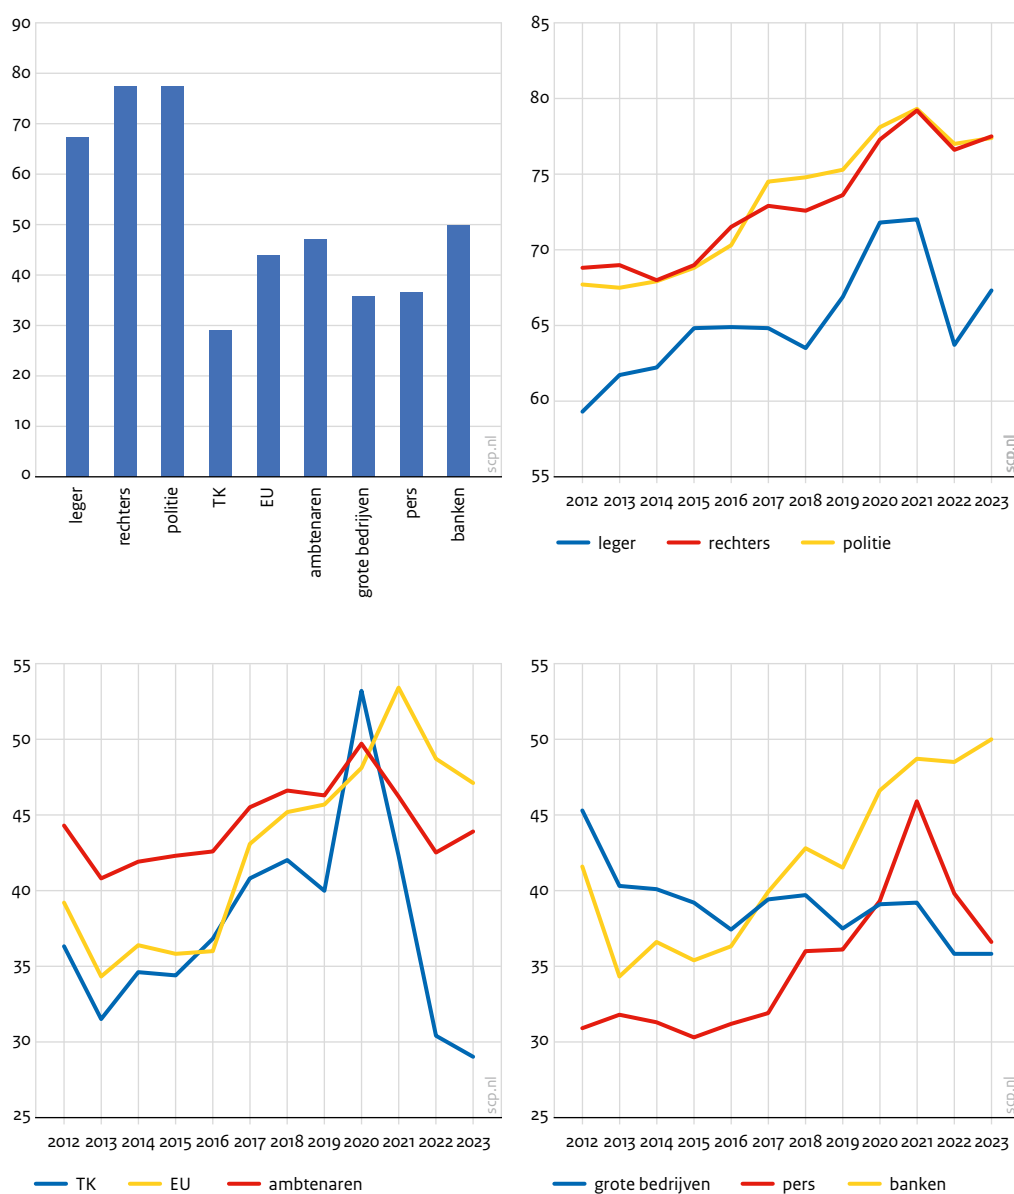 90
80
70
60
50
40
30
20
10
0
scp.nl
leger
rechters
politie
TK
EU
ambtenaren
grote bedrijven
pers
banken
85
80
75
70
65
60
55
scp.nl
2012 2013 2014 2015 2016 2017 2018 2019 2020 2021 2022 2023
leger rechters politie
55
50
45
40
35
30
25
scp.nl
2012 2013 2014 2015 2016 2017 2018 2019 2020 2021 2022 2023
TK EU ambtenaren
55
50
45
40
35
30
25
scp.nl
2012 2013 2014 2015 2016 2017 2018 2019 2020 2021 2022 2023
grote bedrijven pers banken